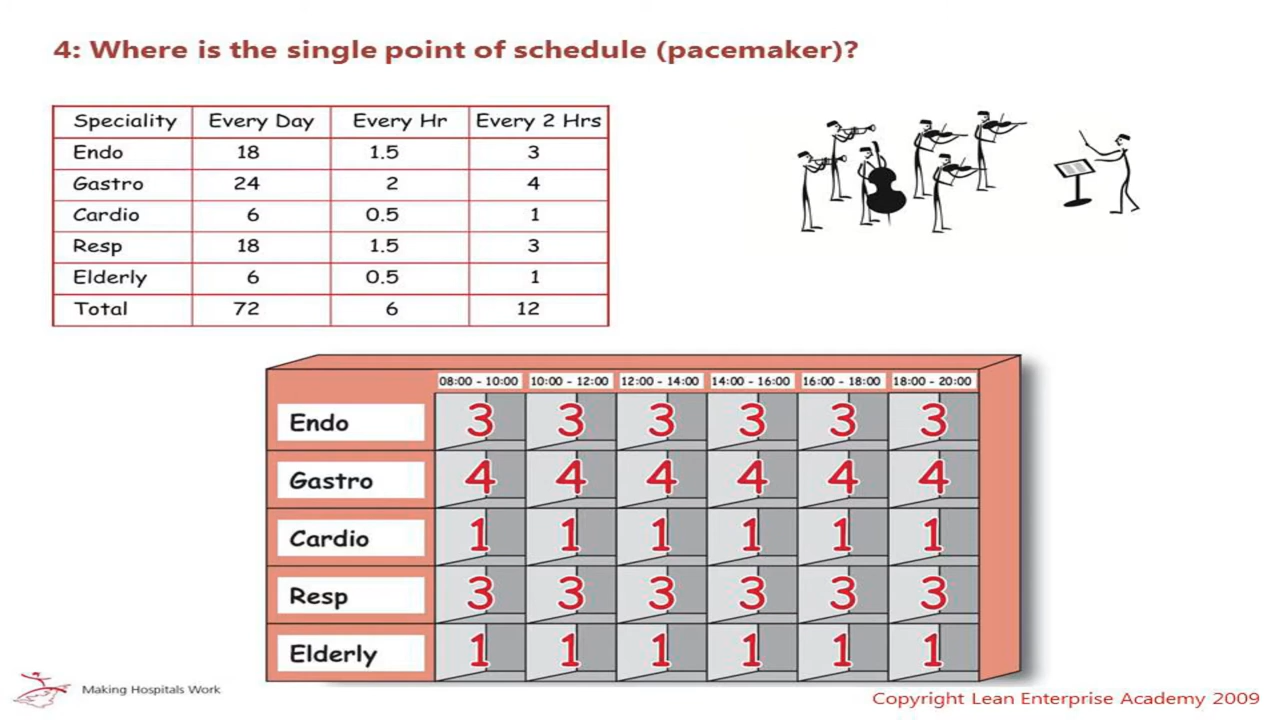 4: Where is the single point of schedule (pacemaker)?
Speciality Every Day Every Hr Every 2 Hrs
Endo 18 1.5 3
Gastro 24 2 4
Cardio 6 0.5 1
Resp 18 1.5 3
Elderly 6 0.5 1
Total 72 6 12
08:00 - 10:00 10:00 - 12:00 12:00 - 14:00 14:00 - 16:00 16:00 - 18:00 18:00 - 20:00
Endo 3 3 3 3 3 3
Gastro 4 4 4 4 4 4
Cardio 1 1 1 1 1 1
Resp 3 3 3 3 3 3
Elderly 1 1 1 1 1 1
Making Hospitals Work
Copyright Lean Enterprise Academy 2009